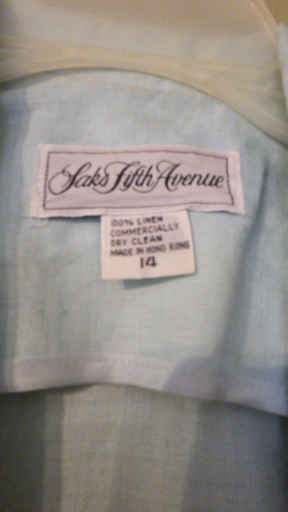 Saks Fifth Avenue
100% LINEN
COMMERCIALLY
DRY CLEAN
MADE IN HONG KONG
14